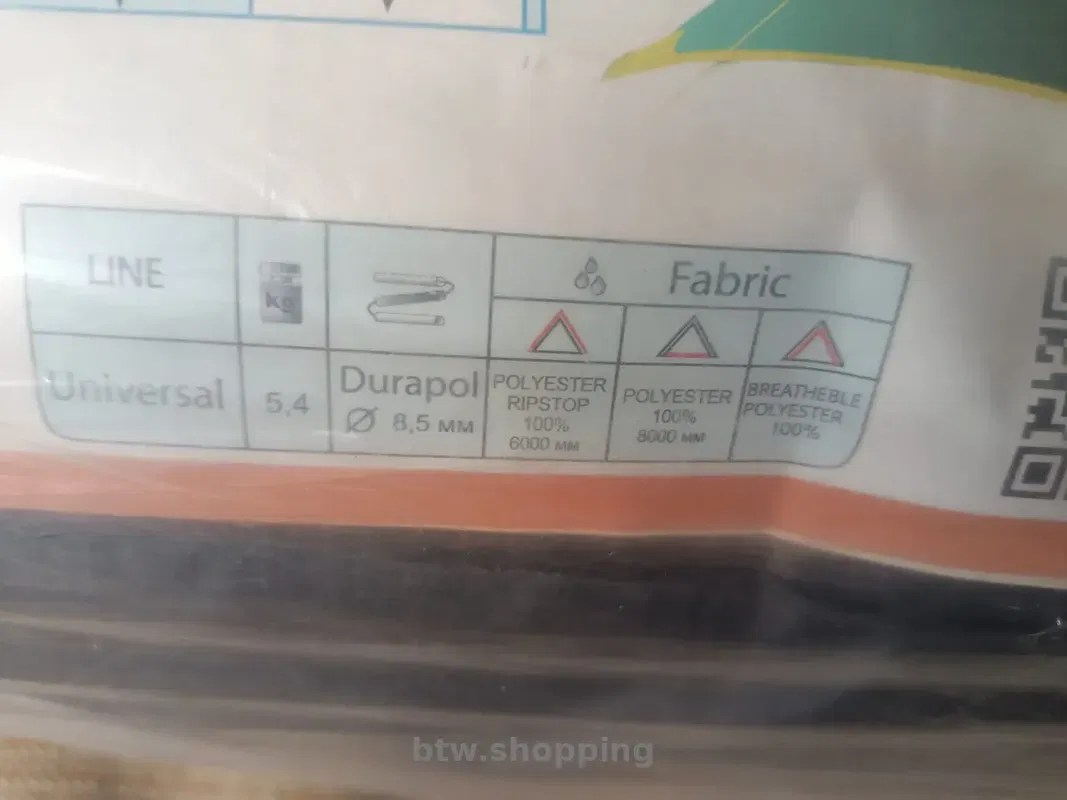 LINE
kg
Fabric
Universal
5,4
Durapol
Ø 8,5 мм
POLYESTER
RIPSTOP
100%
6000 мм
POLYESTER
100%
8000 мм
BREATHEBLE
POLYESTER
100%
btw.shopping